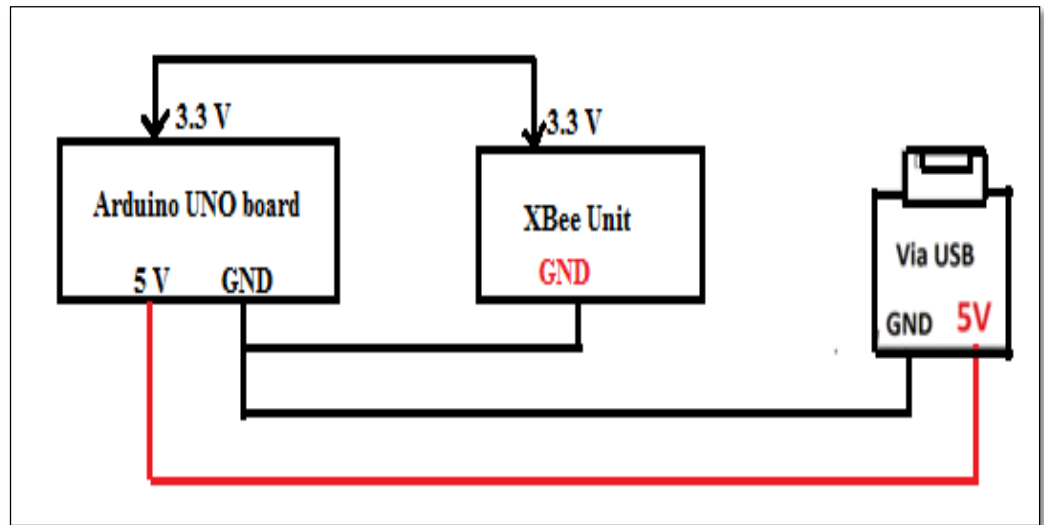 3.3 V
3.3 V
Arduino UNO board
5 V GND
XBee Unit
GND
Via USB
GND 5V